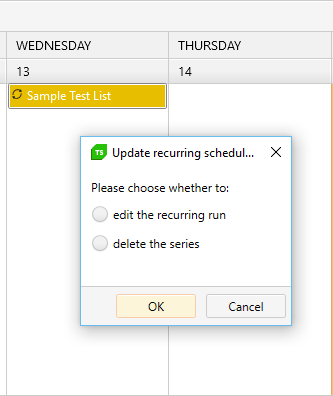 WEDNESDAY THURSDAY
13 14
Sample Test List
TS Update recurring schedul...
Please choose whether to:
edit the recurring run
delete the series
OK Cancel